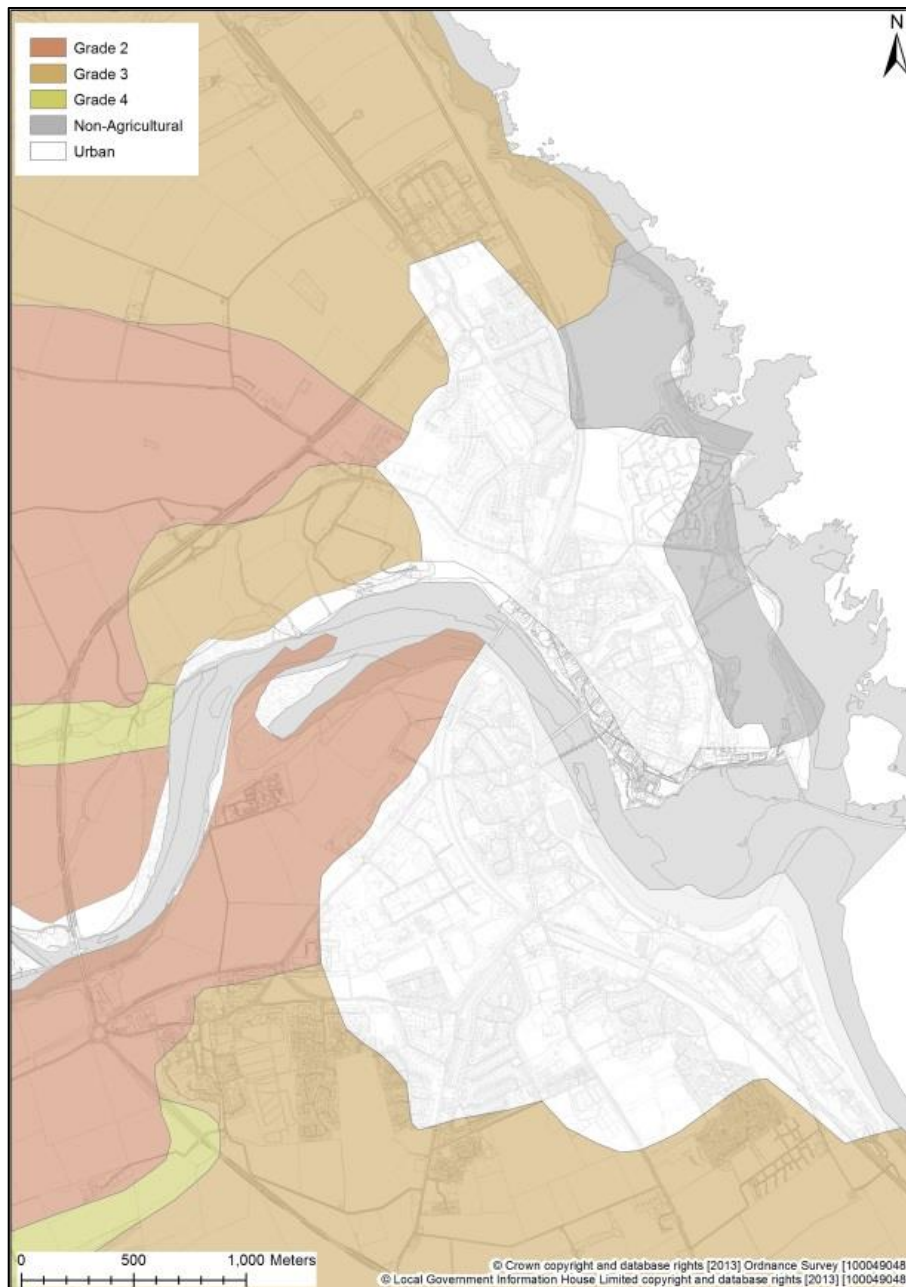 Grade 2
Grade 3
Grade 4
Non-Agricultural
Urban
N
0 500 1,000 Meters
© Crown copyright and database rights [2013] Ordnance Survey [100049048
© Local Government Information House Limited copyright and database rights [2013] [100049048